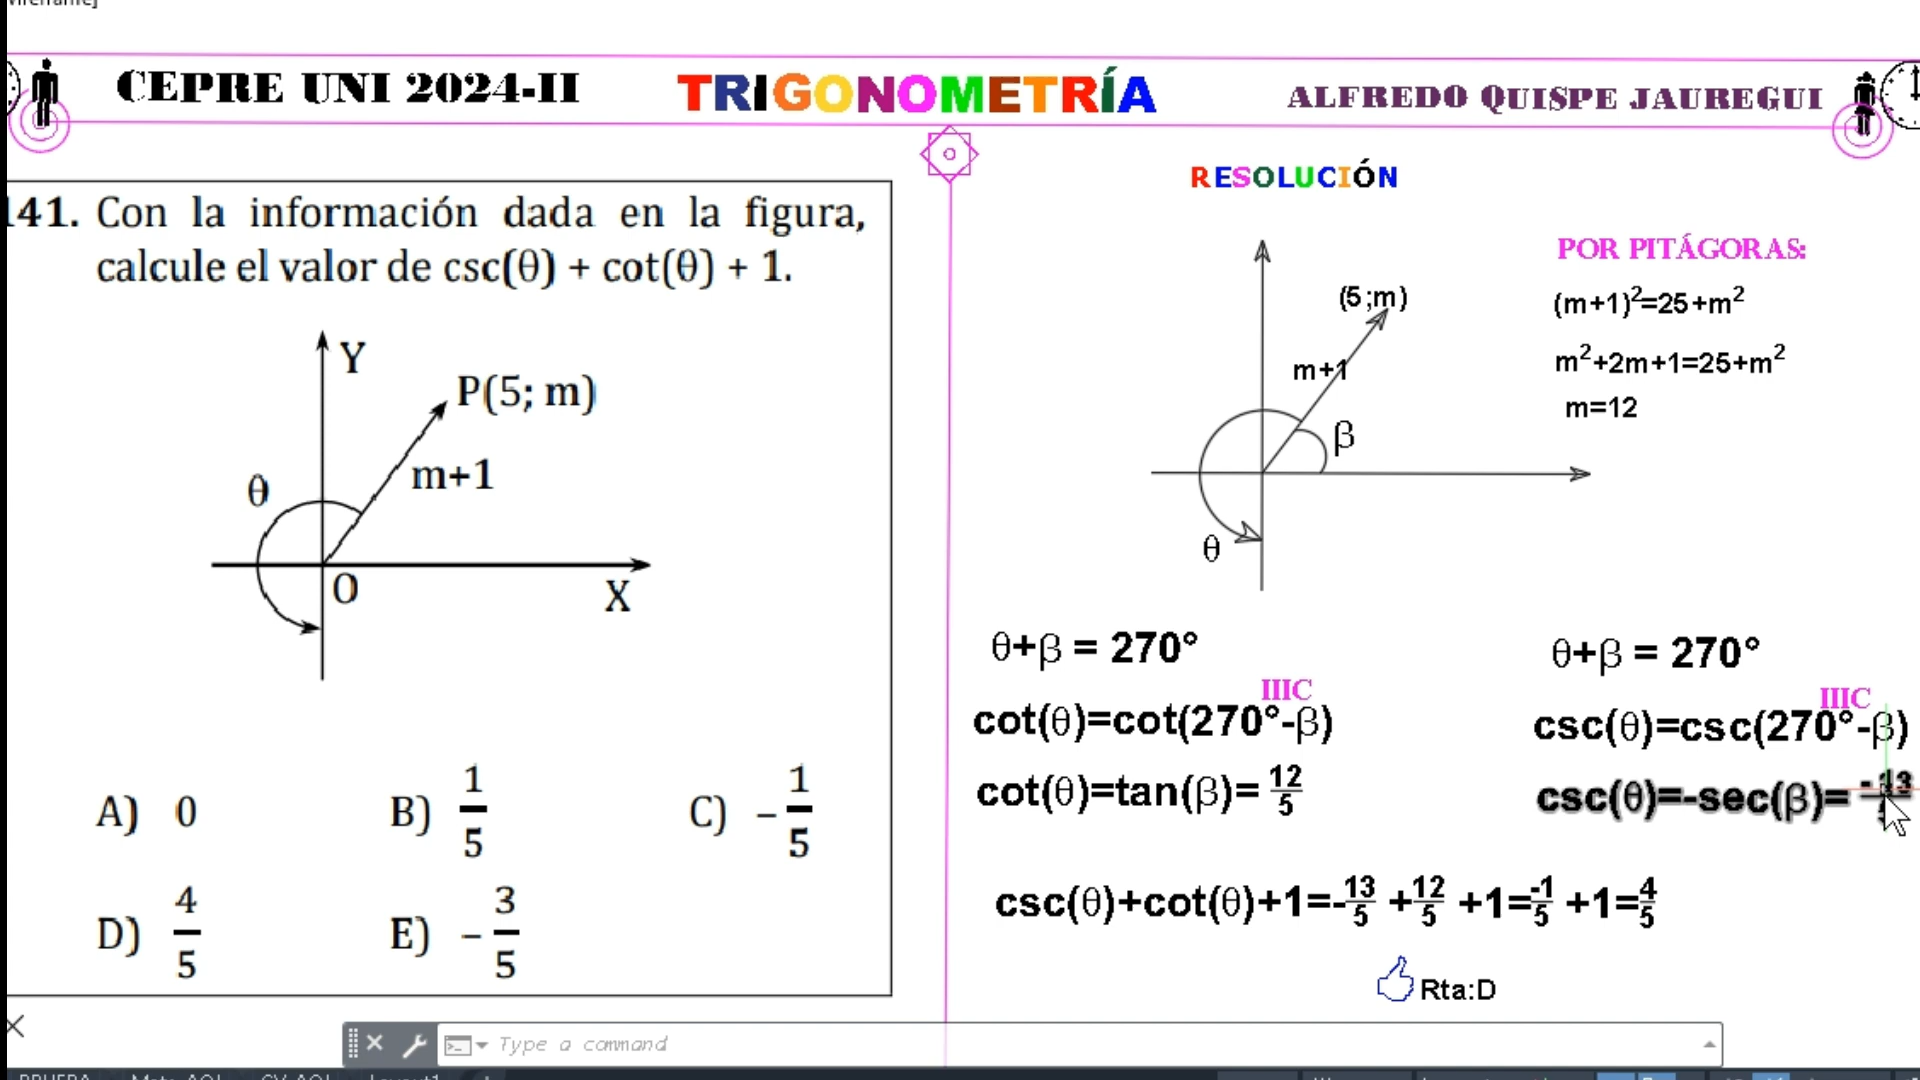 CEPRE UNI 2024-II
TRIGONOMETRÍA
ALFREDO QUISPE JAUREGUI
141. Con la información dada en la figura,
calcule el valor de csc(θ) + cot(θ) + 1.
Y
P(5; m)
m+1
θ
O
X
A) 0
B) 1/5
C) -1/5
D) 4/5
E) -3/5
RESOLUCIÓN
(5;m)
m+1
β
θ
POR PITÁGORAS:
(m+1)²=25+m²
m²+2m+1=25+m²
m=12
θ+β = 270°
IIIC
cot(θ)=cot(270°-β)
cot(θ)=tan(β)= 12/5
θ+β = 270°
IIIC
csc(θ)=csc(270°-β)
csc(θ)=-sec(β)= -13
csc(θ)+cot(θ)+1=-13/5 +12/5 +1=-1/5 +1=4/5
Rta:D
Type a command